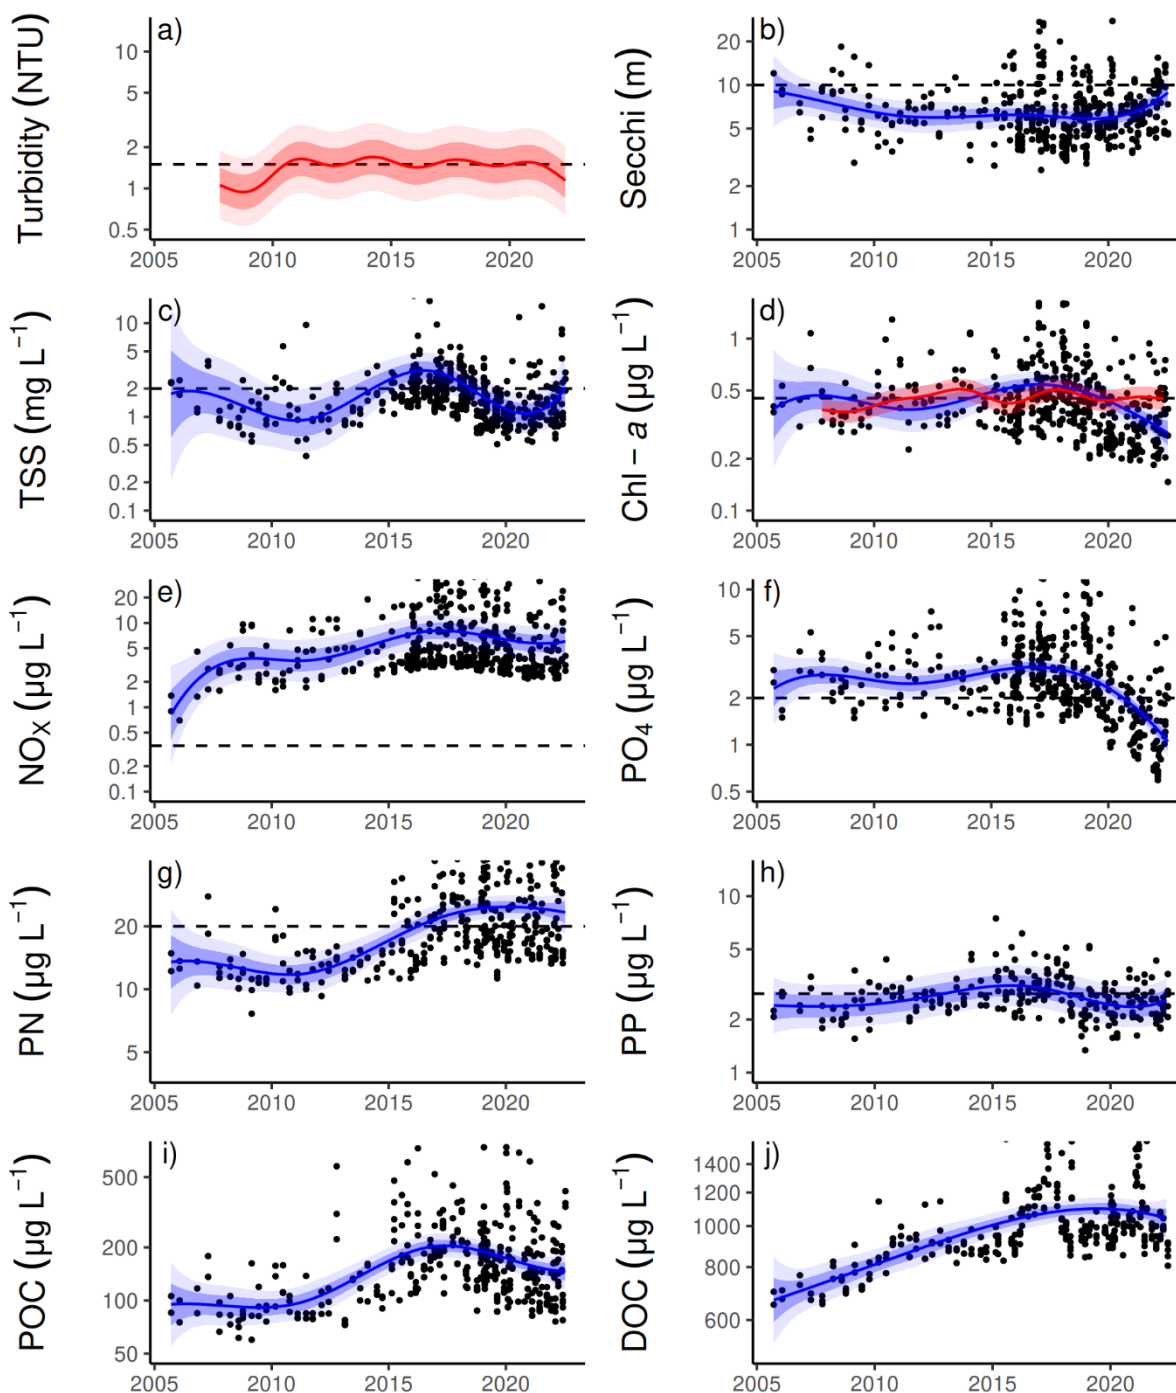 a)
Turbidity (NTU)
10
5
2
1
0.5
2005 2010 2015 2020
b)
Secchi (m)
20
10
5
2
1
2005 2010 2015 2020
c)
TSS (mg L⁻¹)
10
5
2
1
0.5
0.2
0.1
2005 2010 2015 2020
d)
Chl − a (µg L⁻¹)
1
0.5
0.2
0.1
2005 2010 2015 2020
e)
NOX (µg L⁻¹)
20
10
5
2
1
0.5
0.2
0.1
2005 2010 2015 2020
f)
PO₄ (µg L⁻¹)
10
5
2
1
0.5
2005 2010 2015 2020
g)
PN (µg L⁻¹)
20
10
5
2005 2010 2015 2020
h)
PP (µg L⁻¹)
10
5
2
1
2005 2010 2015 2020
i)
POC (µg L⁻¹)
500
200
100
50
2005 2010 2015 2020
j)
DOC (µg L⁻¹)
1400
1200
1000
800
600
2005 2010 2015 2020